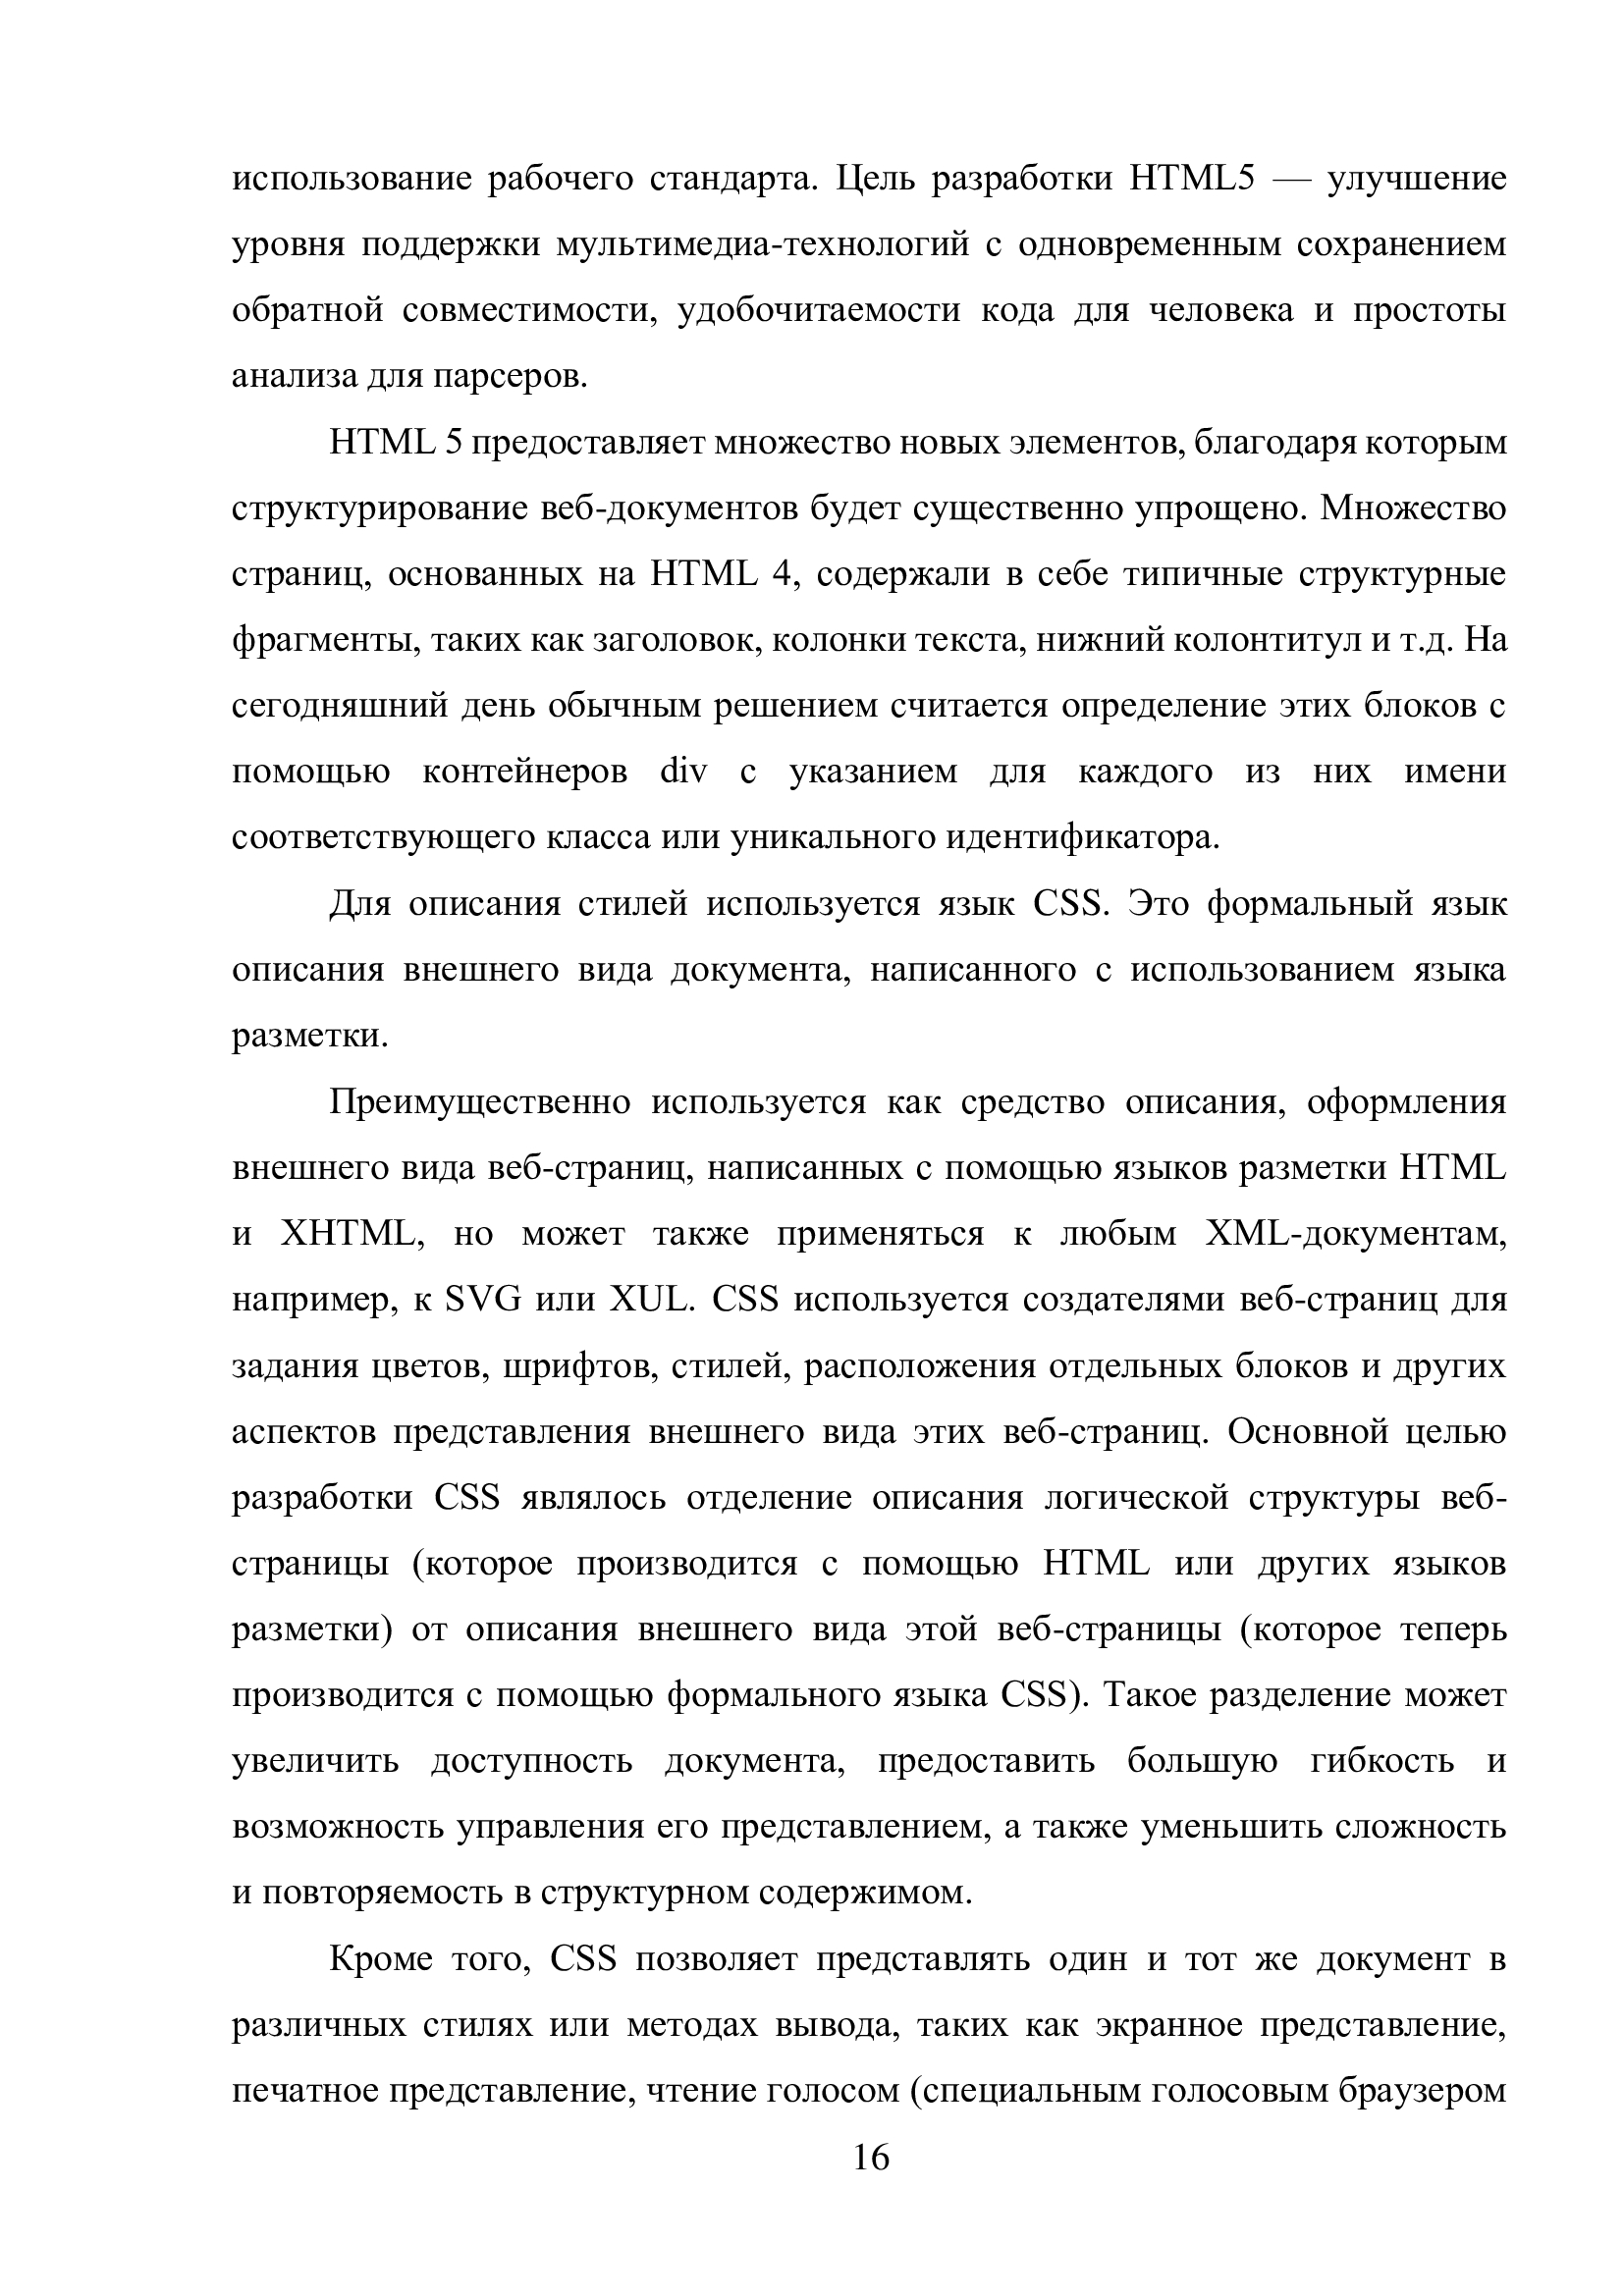 использование рабочего стандарта. Цель разработки HTML5 — улучшение
уровня поддержки мультимедиа-технологий с одновременным сохранением
обратной совместимости, удобочитаемости кода для человека и простоты
анализа для парсеров.
HTML 5 предоставляет множество новых элементов, благодаря которым
структурирование веб-документов будет существенно упрощено. Множество
страниц, основанных на HTML 4, содержали в себе типичные структурные
фрагменты, таких как заголовок, колонки текста, нижний колонтитул и т.д. На
сегодняшний день обычным решением считается определение этих блоков с
помощью контейнеров div с указанием для каждого из них имени
соответствующего класса или уникального идентификатора.
Для описания стилей используется язык CSS. Это формальный язык
описания внешнего вида документа, написанного с использованием языка
разметки.
Преимущественно используется как средство описания, оформления
внешнего вида веб-страниц, написанных с помощью языков разметки HTML
и XHTML, но может также применяться к любым XML-документам,
например, к SVG или XUL. CSS используется создателями веб-страниц для
задания цветов, шрифтов, стилей, расположения отдельных блоков и других
аспектов представления внешнего вида этих веб-страниц. Основной целью
разработки CSS являлось отделение описания логической структуры веб-
страницы (которое производится с помощью HTML или других языков
разметки) от описания внешнего вида этой веб-страницы (которое теперь
производится с помощью формального языка CSS). Такое разделение может
увеличить доступность документа, предоставить большую гибкость и
возможность управления его представлением, а также уменьшить сложность
и повторяемость в структурном содержимом.
Кроме того, CSS позволяет представлять один и тот же документ в
различных стилях или методах вывода, таких как экранное представление,
печатное представление, чтение голосом (специальным голосовым браузером
16